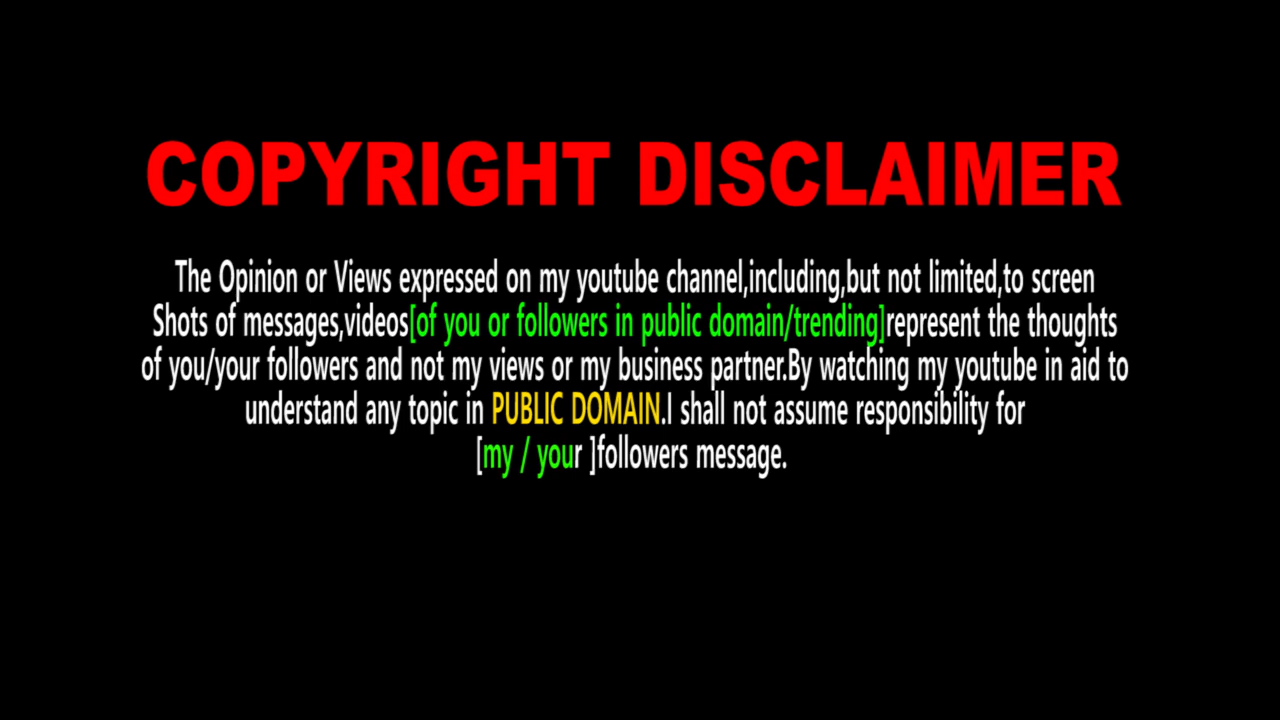 COPYRIGHT DISCLAIMER
The Opinion or Views expressed on my youtube channel,including,but not limited,to screen
Shots of messages,videos[of you or followers in public domain/trending]represent the thoughts
of you/your followers and not my views or my business partner.By watching my youtube in aid to
understand any topic in PUBLIC DOMAIN.I shall not assume responsibility for
[my / your ]followers message.